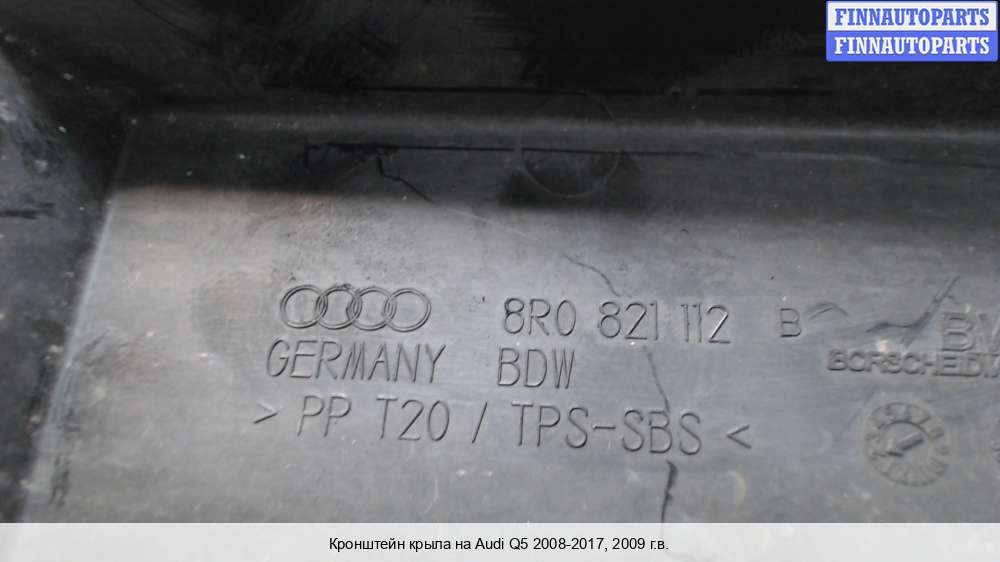 FINNAUTOPARTS
FINNAUTOPARTS
8R0 821 112 B
GERMANY BDW
> PP T20 / TPS-SBS <
Кронштейн крыла на Audi Q5 2008-2017, 2009 г.в.